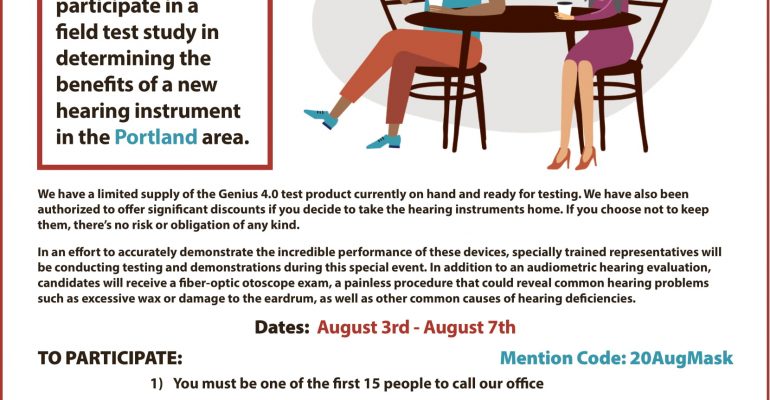 participate in a
field test study in
determining the
benefits of a new
hearing instrument
in the Portland area.
We have a limited supply of the Genius 4.0 test product currently on hand and ready for testing. We have also been
authorized to offer significant discounts if you decide to take the hearing instruments home. If you choose not to keep
them, there's no risk or obligation of any kind.
In an effort to accurately demonstrate the incredible performance of these devices, specially trained representatives will
be conducting testing and demonstrations during this special event. In addition to an audiometric hearing evaluation,
candidates will receive a fiber-optic otoscope exam, a painless procedure that could reveal common hearing problems
such as excessive wax or damage to the eardrum, as well as other common causes of hearing deficiencies.
Dates: August 3rd - August 7th
TO PARTICIPATE: Mention Code: 20AugMask
1) You must be one of the first 15 people to call our office